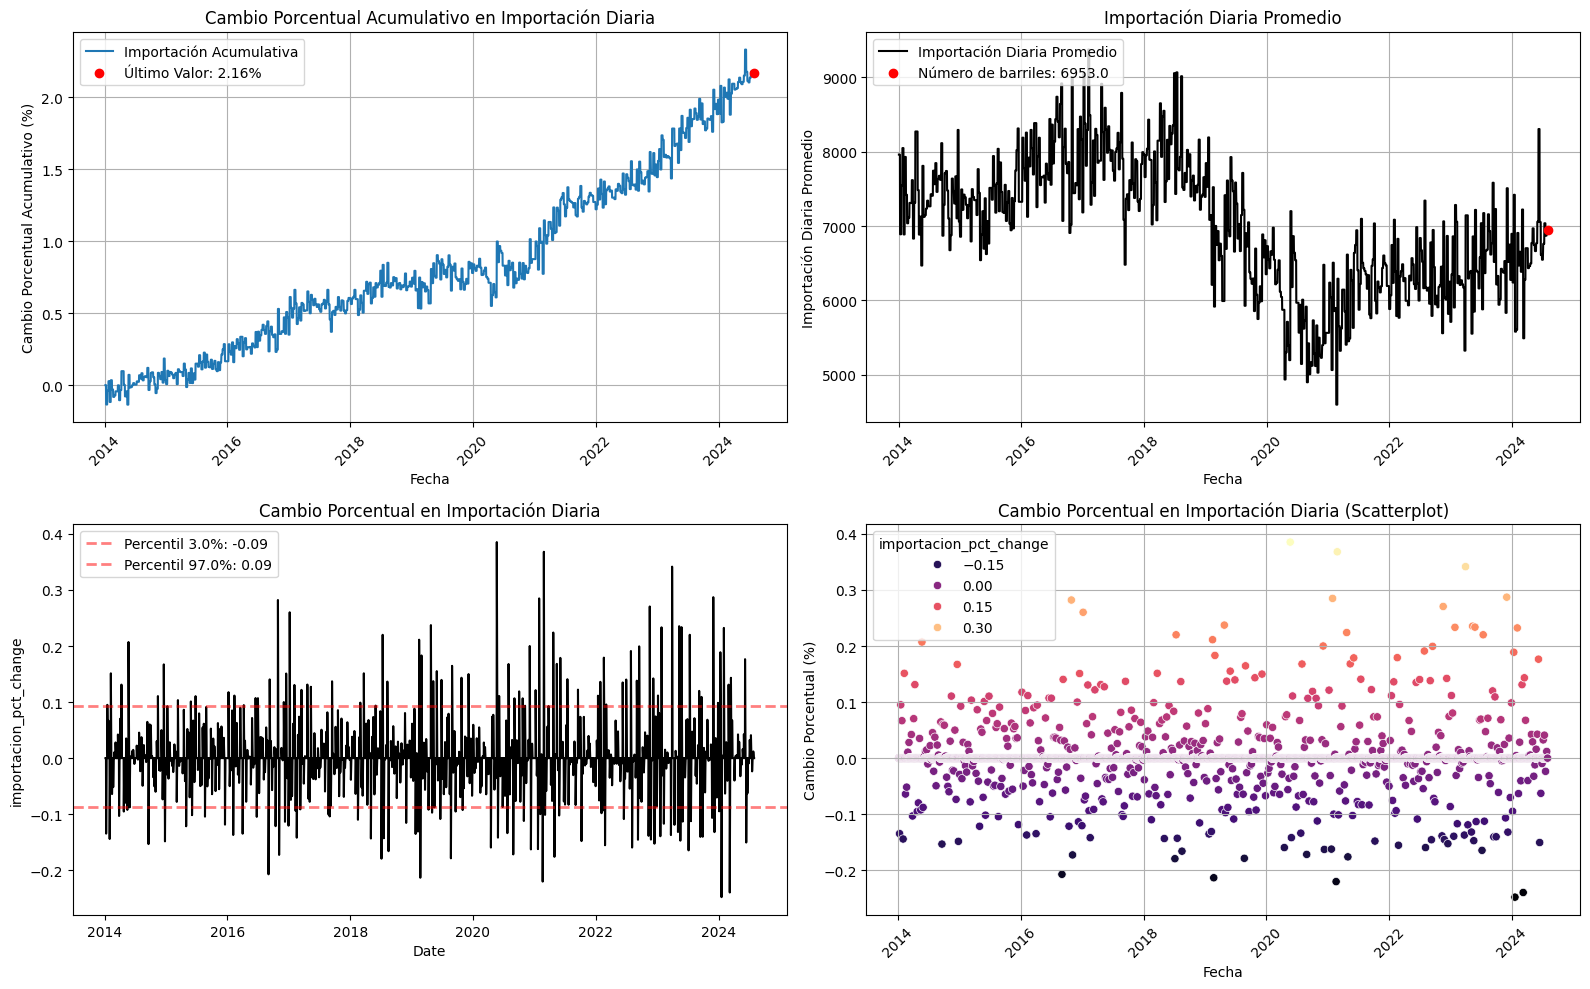 Cambio Porcentual Acumulativo en Importación Diaria
Importación Acumulativa
Último Valor: 2.16%
Cambio Porcentual Acumulativo (%)
2.0
1.5
1.0
0.5
0.0
2014
2016
2018
2020
2022
2024
Fecha
Importación Diaria Promedio
Importación Diaria Promedio
Número de barriles: 6953.0
Importación Diaria Promedio
9000
8000
7000
6000
5000
2014
2016
2018
2020
2022
2024
Fecha
Cambio Porcentual en Importación Diaria
Percentil 3.0%: -0.09
Percentil 97.0%: 0.09
importacion_pct_change
0.4
0.3
0.2
0.1
0.0
−0.1
−0.2
2014
2016
2018
2020
2022
2024
Date
Cambio Porcentual en Importación Diaria (Scatterplot)
importacion_pct_change
−0.15
0.00
0.15
0.30
Cambio Porcentual (%)
0.4
0.3
0.2
0.1
0.0
−0.1
−0.2
2014
2016
2018
2020
2022
2024
Fecha